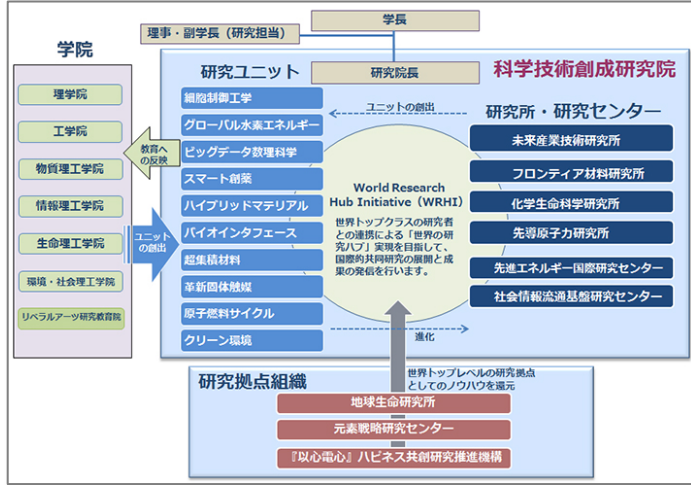 学長
理事・副学長（研究担当）
研究院長
科学技術創成研究院
学院
理学院
工学院
物質理工学院
情報理工学院
生命理工学院
環境・社会理工学院
リベラルアーツ研究教育院
教育へ
の反映
ユニット
の創出
研究ユニット
細胞制御工学
グローバル水素エネルギー
ビッグデータ数理科学
スマート創薬
ハイブリッドマテリアル
バイオインタフェース
超集積材料
革新固体触媒
原子燃料サイクル
クリーン環境
ユニットの創出
World Research
Hub Initiative（WRHI）
世界トップクラスの研究者
との連携による「世界の研
究ハブ」実現を目指して、
国際的共同研究の展開と成
果の発信を行います。
進化
研究所・研究センター
未来産業技術研究所
フロンティア材料研究所
化学生命科学研究所
先導原子力研究所
先進エネルギー国際研究センター
社会情報流通基盤研究センター
研究拠点組織
世界トップレベルの研究拠点
としてのノウハウを還元
地球生命研究所
元素戦略研究センター
『以心電心』ハピネス共創研究推進機構